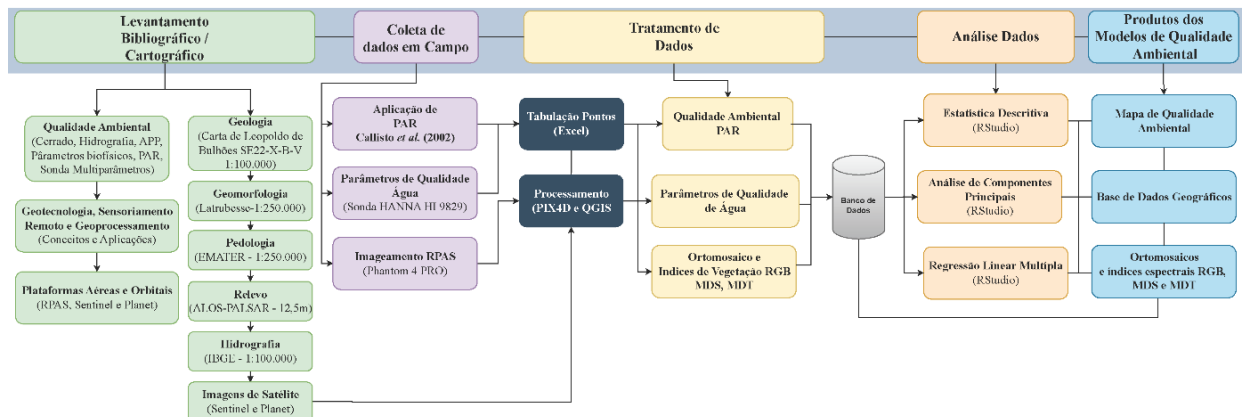 Levantamento
Bibliográfico /
Cartográfico
Coleta de
dados em Campo
Tratamento de
Dados
Análise Dados
Produtos dos
Modelos de Qualidade
Ambiental
Qualidade Ambiental
(Cerrado, Hidrografia, APP,
Pârametros biofísicos, PAR,
Sonda Multiparâmetros)
Geotecnologia, Sensoriamento
Remoto e Geoprocessamento
(Conceitos e Aplicações)
Plataformas Aéreas e Orbitais
(RPAS, Sentinel e Planet)
Geologia
(Carta de Leopoldo de
Bulhões SE22-X-B-V
1:100.000)
Geomorfologia
(Latrubesse-1:250.000)
Pedologia
(EMATER - 1:250.000)
Relevo
(ALOS-PALSAR - 12,5m)
Hidrografia
(IBGE - 1:100.000)
Imagens de Satélite
(Sentinel e Planet)
Aplicação de
PAR
Callisto et al. (2002)
Parâmetros de Qualidade
Água
(Sonda HANNA HI 9829)
Imageamento RPAS
(Phantom 4 PRO)
Tabulação Pontos
(Excel)
Processamento
(PIX4D e QGIS)
Qualidade Ambiental
PAR
Parâmetros de Qualidade
de Água
Ortomosaico e
Indices de Vegetação RGB
MDS, MDT
Banco de
Dados
Estatística Descritiva
(RStudio)
Análise de Componentes
Principais
(RStudio)
Regressão Linear Multipla
(RStudio)
Mapa de Qualidade
Ambiental
Base de Dados Geográficos
Ortomosaicos
e indices espectrais RGB,
MDS e MDT